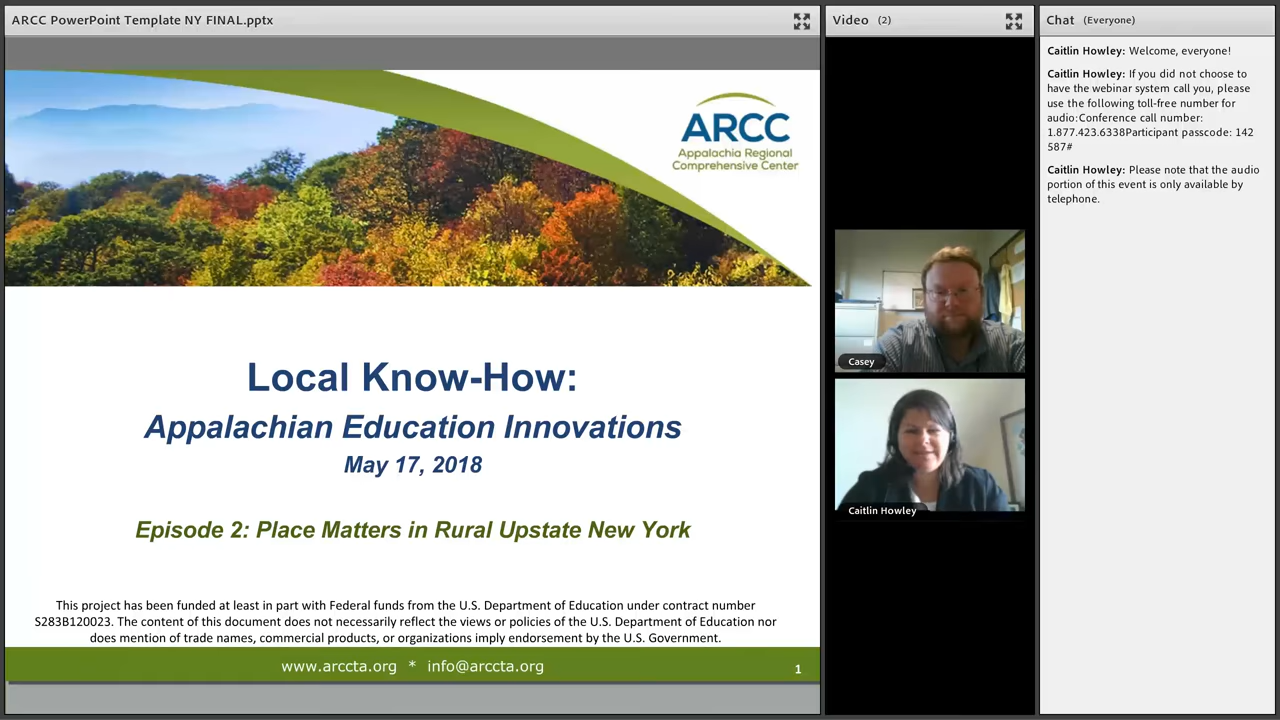 ARCC PowerPoint Template NY FINAL.pptx
ARCC
Appalachia Regional
Comprehensive Center
Local Know-How:
Appalachian Education Innovations
May 17, 2018
Episode 2: Place Matters in Rural Upstate New York
This project has been funded at least in part with Federal funds from the U.S. Department of Education under contract number
S283B120023. The content of this document does not necessarily reflect the views or policies of the U.S. Department of Education nor
does mention of trade names, commercial products, or organizations imply endorsement by the U.S. Government.
www.arccta.org * info@arccta.org
1
Video (2)
Casey
Caitlin Howley
Chat (Everyone)
Caitlin Howley: Welcome, everyone!
Caitlin Howley: If you did not choose to
have the webinar system call you, please
use the following toll-free number for
audio:Conference call number:
1.877.423.6338Participant passcode: 142
587#
Caitlin Howley: Please note that the audio
portion of this event is only available by
telephone.